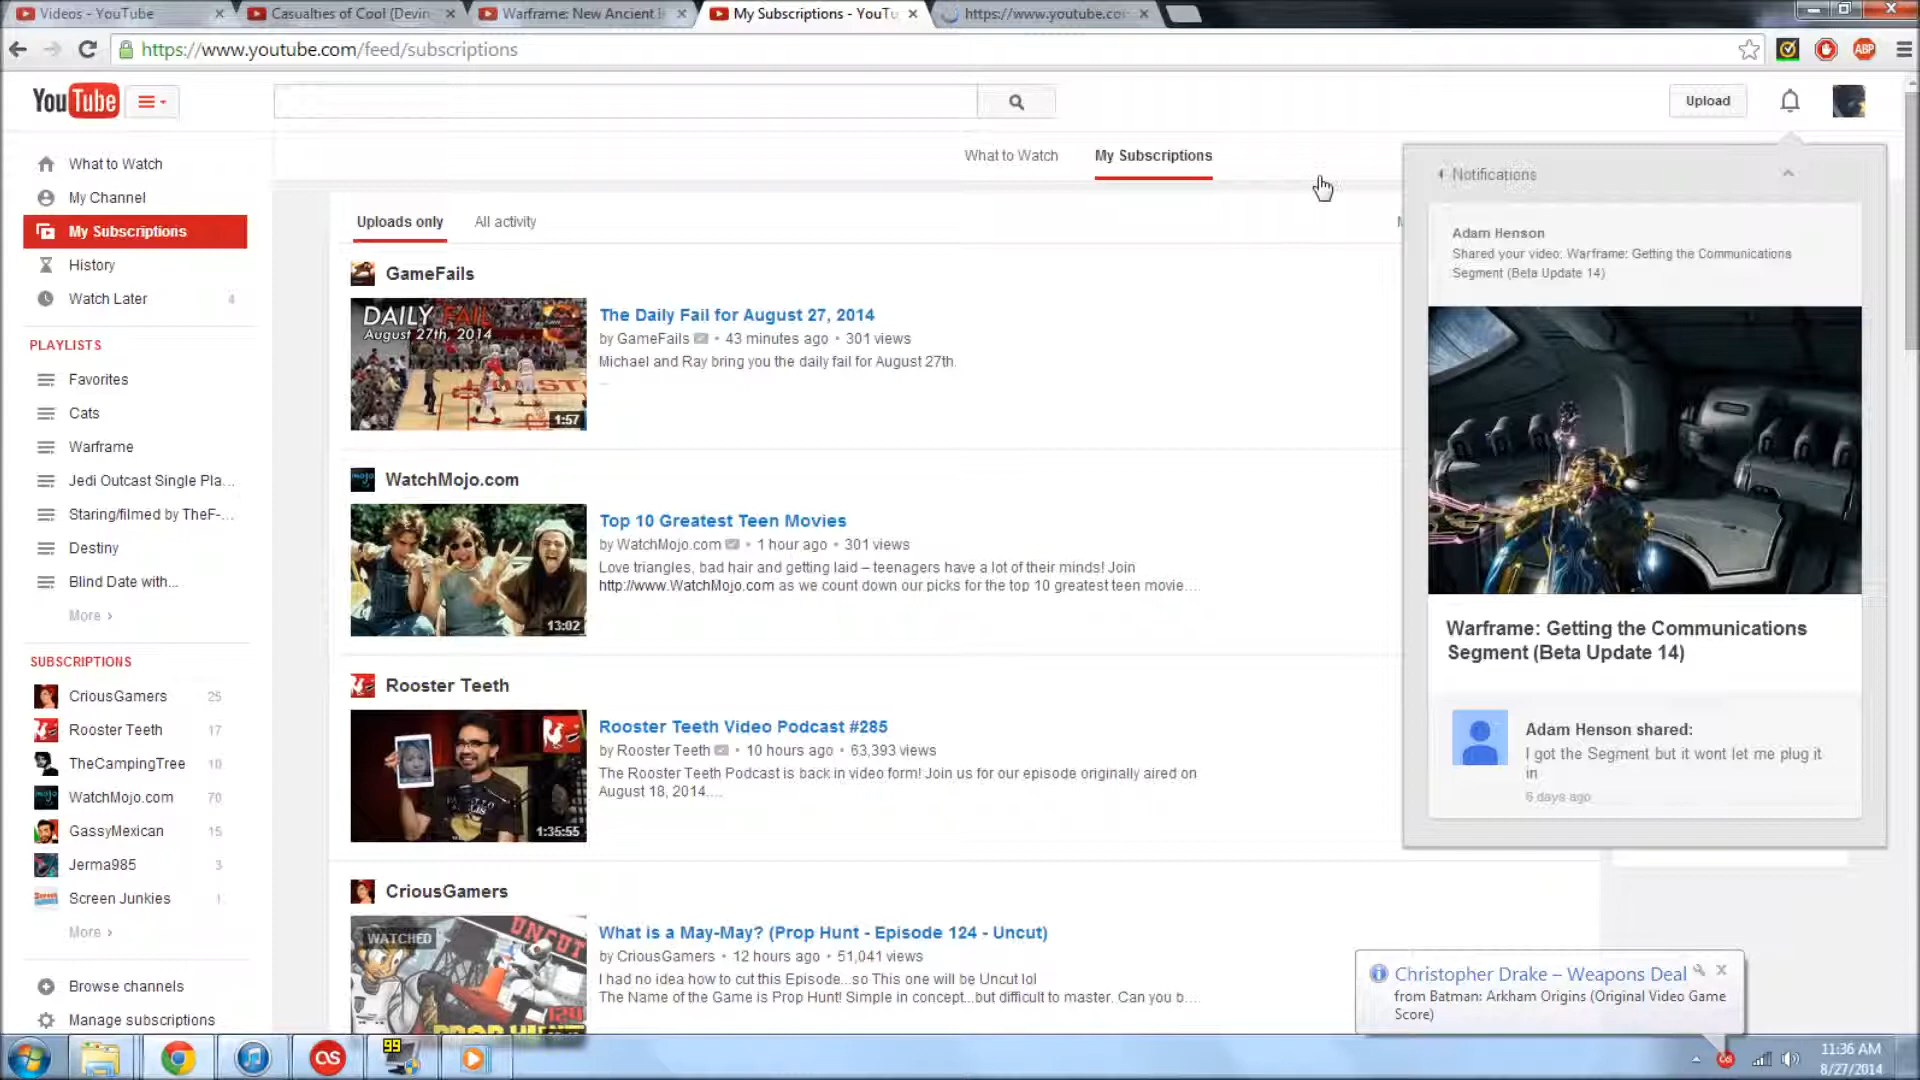 Videos - YouTube
Casualties of Cool (Devin
Warframe: New Ancient
My Subscriptions - YouTu
https://www.youtube.co
https://www.youtube.com/feed/subscriptions
ABP
YouTube
Upload
What to Watch
My Subscriptions
What to Watch
My Channel
My Subscriptions
History
Watch Later 4
PLAYLISTS
Favorites
Cats
Warframe
Jedi Outcast Single Pla...
Staring/filmed by TheF-...
Destiny
Blind Date with...
More ›
SUBSCRIPTIONS
CriousGamers 25
Rooster Teeth 17
TheCampingTree 10
WatchMojo.com 70
GassyMexican 15
Jerma985 3
Screen Junkies 1
More ›
Browse channels
Manage subscriptions
Uploads only
All activity
GameFails
DAILY FAIL
August 27th, 2014
1:57
The Daily Fail for August 27, 2014
by GameFails • 43 minutes ago • 301 views
Michael and Ray bring you the daily fail for August 27th.
...
mojo
WatchMojo.com
13:02
Top 10 Greatest Teen Movies
by WatchMojo.com • 1 hour ago • 301 views
Love triangles, bad hair and getting laid – teenagers have a lot of their minds! Join
http://www.WatchMojo.com as we count down our picks for the top 10 greatest teen movie....
Rooster Teeth
1:35:55
Rooster Teeth Video Podcast #285
by Rooster Teeth • 10 hours ago • 63,393 views
The Rooster Teeth Podcast is back in video form! Join us for our episode originally aired on
August 18, 2014....
CriousGamers
WATCHED
UNCUT
PROP HUNT
124
What is a May-May? (Prop Hunt - Episode 124 - Uncut)
by CriousGamers • 12 hours ago • 51,041 views
I had no idea how to cut this Episode...so This one will be Uncut lol
The Name of the Game is Prop Hunt! Simple in concept...but difficult to master. Can you b....
Notifications
Adam Henson
Shared your video: Warframe: Getting the Communications
Segment (Beta Update 14)
Warframe: Getting the Communications
Segment (Beta Update 14)
Adam Henson shared:
I got the Segment but it wont let me plug it
in
6 days ago
Christopher Drake – Weapons Deal
from Batman: Arkham Origins (Original Video Game
Score)
99
11:36 AM
8/27/2014